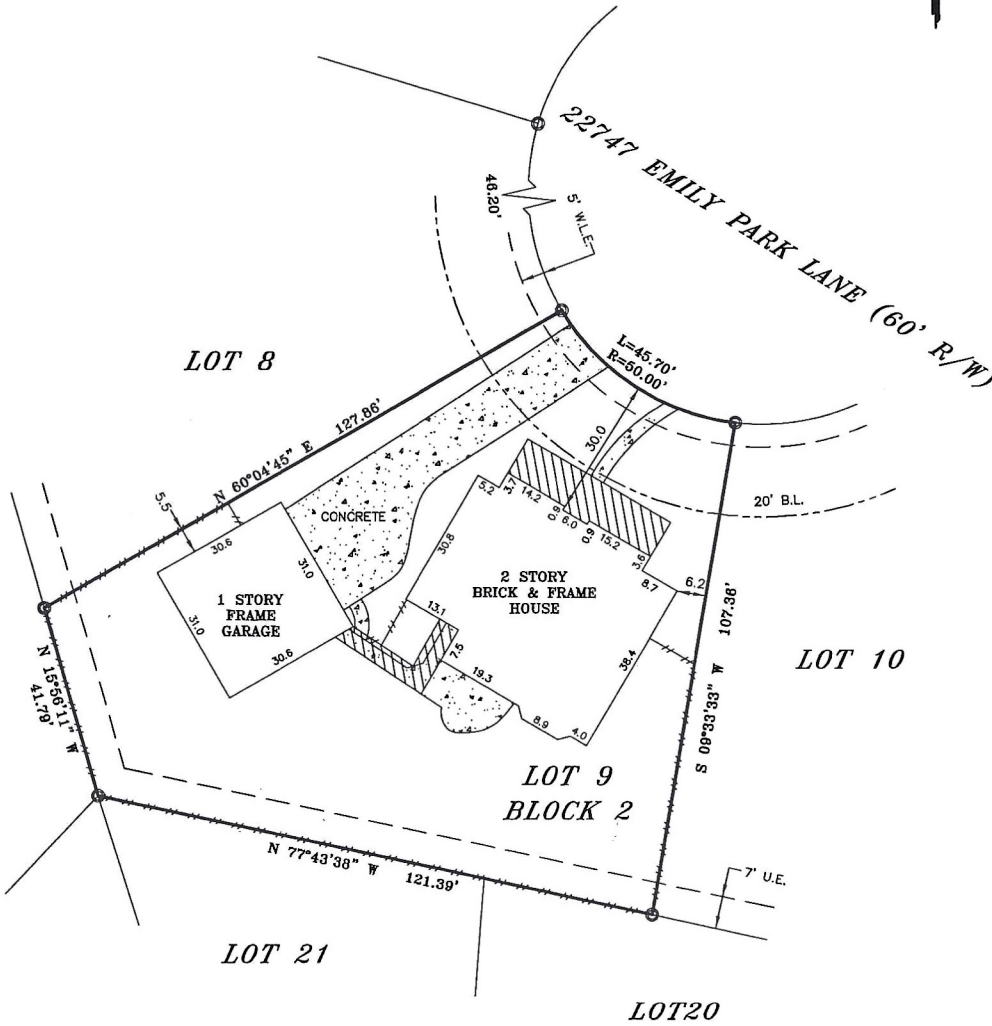 22747 EMILY PARK LANE (60' R/W)
46.20'
5' W.L.E.
L=45.70'
R=50.00'
LOT 8
N 60°04'45" E 127.86'
30.0
20' B.L.
5.5
30.6
31.0
31.0
30.6
1 STORY
FRAME
GARAGE
CONCRETE
5.2
3.7
14.2
0.9
6.0
0.9
15.2
3.6
8.7
6.2
30.8
2 STORY
BRICK & FRAME
HOUSE
13.1
7.5
19.3
8.9
4.0
38.4
S 09°33'33" W 107.38'
LOT 10
N 15°56'11" W
41.79'
LOT 9
BLOCK 2
N 77°43'38" W 121.39'
7' U.E.
LOT 21
LOT20